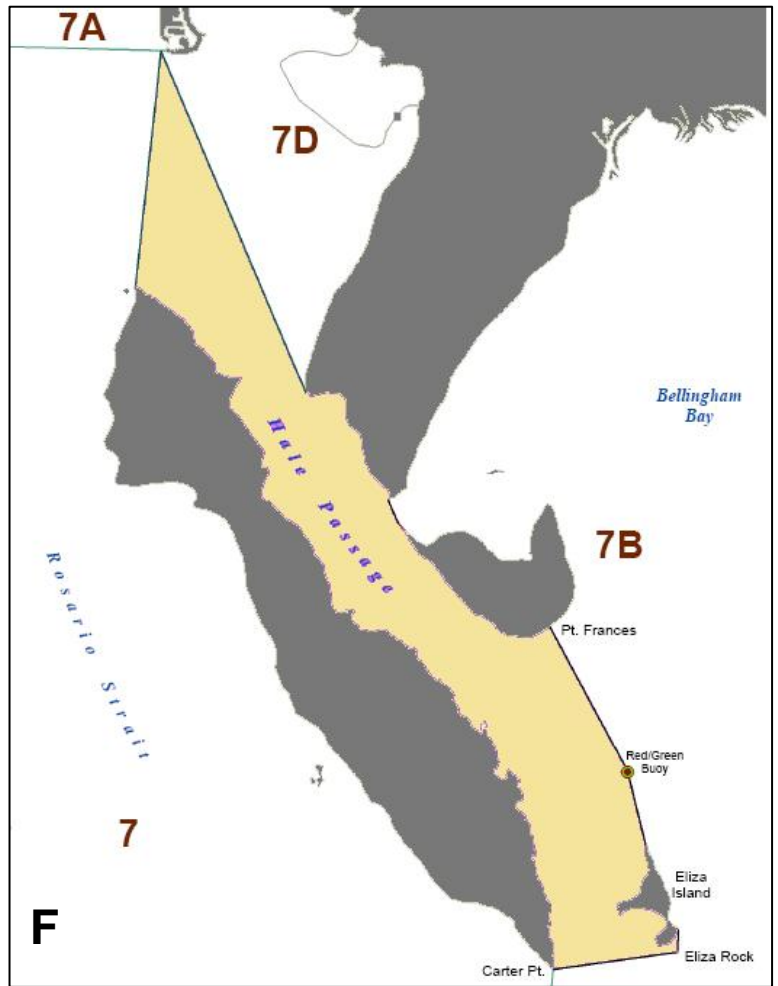 7A
7D
Bellingham
Bay
Hale Passage
7B
Rosario Strait
Pt. Frances
Red/Green
Buoy
7
Eliza
Island
F
Eliza Rock
Carter Pt.